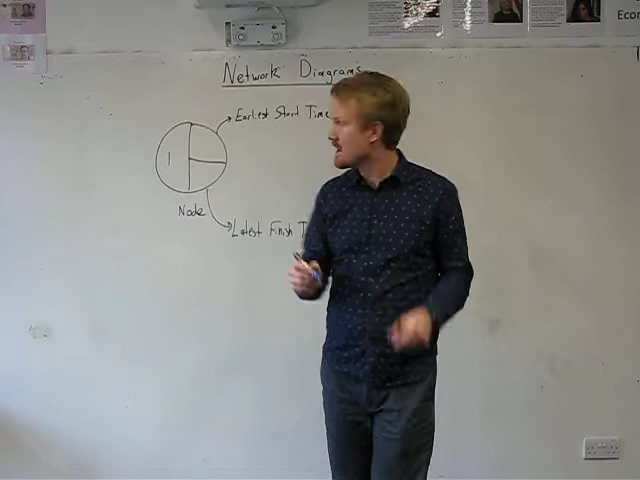 Econ
Network Diagrams
Earliest Start Time
1
Node
Latest Finish T